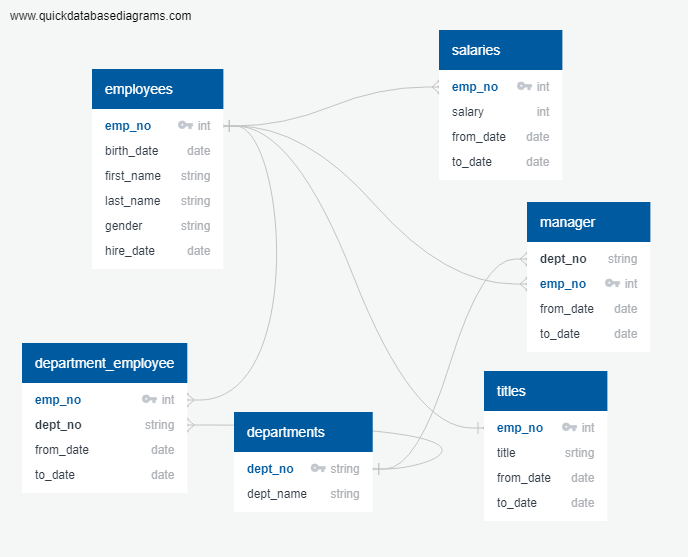 www.quickdatabasediagrams.com
employees
emp_no int
birth_date date
first_name string
last_name string
gender string
hire_date date
salaries
emp_no int
salary int
from_date date
to_date date
manager
dept_no string
emp_no int
from_date date
to_date date
department_employee
emp_no int
dept_no string
from_date date
to_date date
departments
dept_no string
dept_name string
titles
emp_no int
title srting
from_date date
to_date date